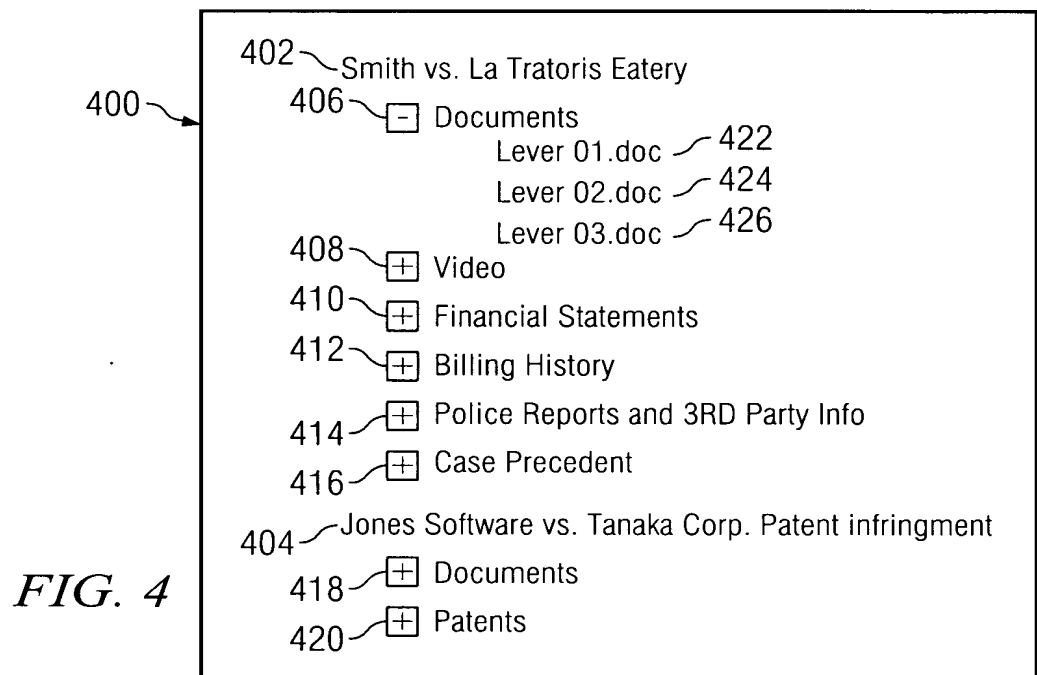 402 Smith vs. La Tratoris Eatery
400
406 - Documents
Lever 01.doc 422
Lever 02.doc 424
Lever 03.doc 426
408 + Video
410 + Financial Statements
412 + Billing History
414 + Police Reports and 3RD Party Info
416 + Case Precedent
404 Jones Software vs. Tanaka Corp. Patent infringment
418 + Documents
420 + Patents
FIG. 4